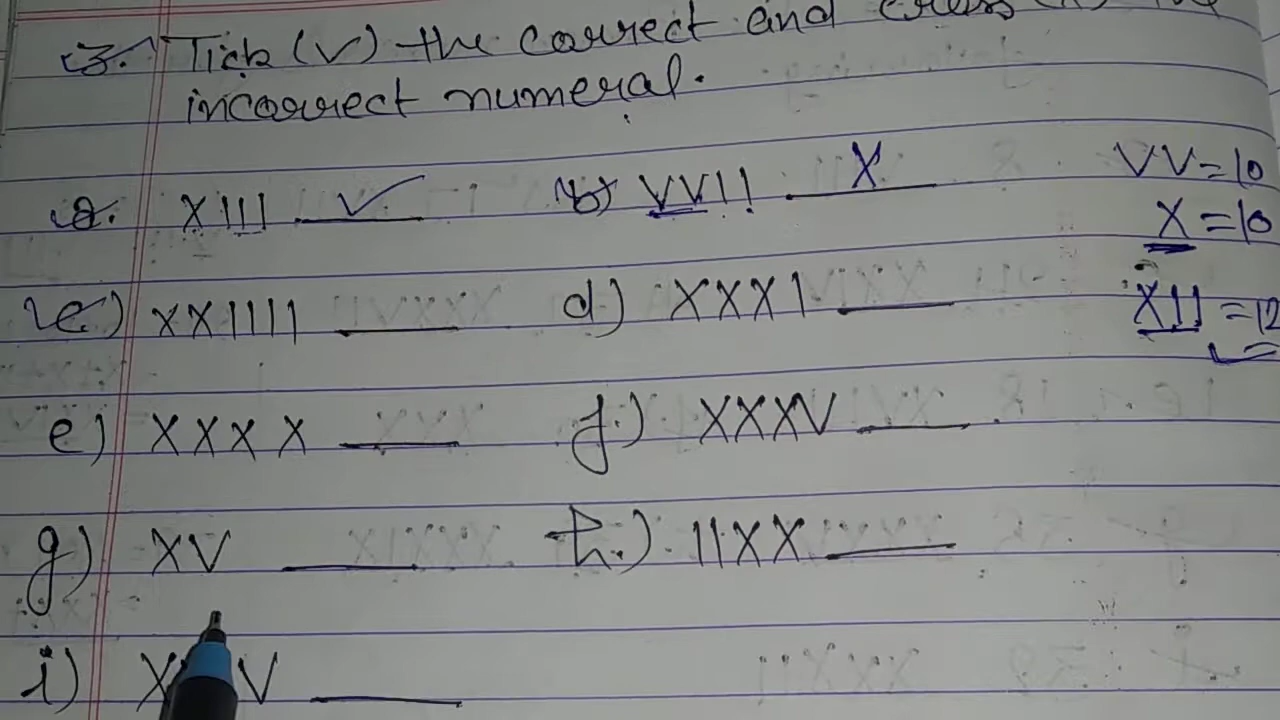 3. Tick (√) the correct and cross (x) the
incorrect numeral.
a. XIII ✓ b) VVII X VV=10
X=10
c) XXIIII d) XXXI XII=12
e) XXXX f.) XXXV
g) XV h.) IIXX
i) X V